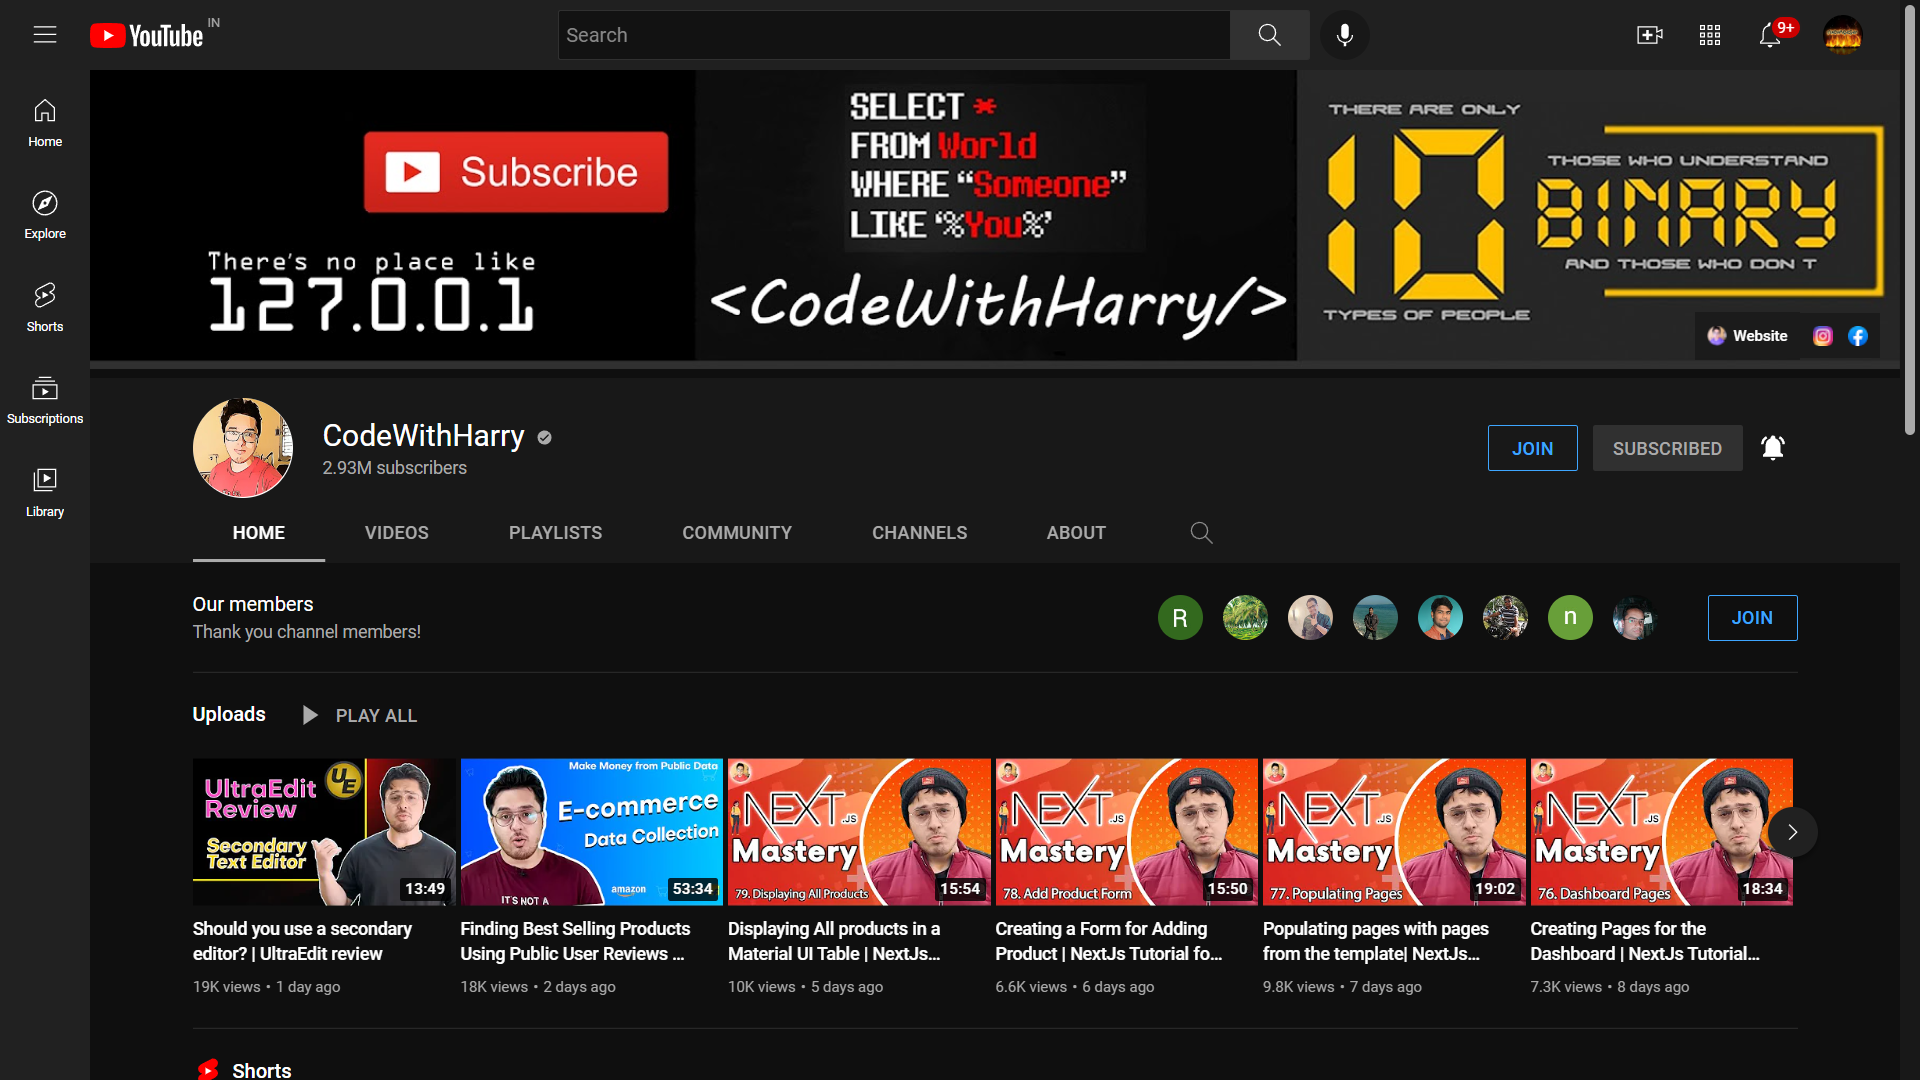 YouTube IN
Search
9+
Home
Explore
Shorts
Subscriptions
Library
Subscribe
There's no place like
127.0.0.1
SELECT *
FROM World
WHERE “Someone”
LIKE ‘%You%’
<CodeWithHarry/>
THERE ARE ONLY
10
TYPES OF PEOPLE
THOSE WHO UNDERSTAND
BINARY
AND THOSE WHO DON T
Website
CodeWithHarry
2.93M subscribers
JOIN
SUBSCRIBED
HOME
VIDEOS
PLAYLISTS
COMMUNITY
CHANNELS
ABOUT
Our members
Thank you channel members!
R
n
JOIN
Uploads
PLAY ALL
UltraEdit
Review
UE
Secondary
Text Editor
13:49
Should you use a secondary
editor? | UltraEdit review
19K views • 1 day ago
Make Money from Public Data
E-commerce
Data Collection
amazon
IT'S NOT A
53:34
Finding Best Selling Products
Using Public User Reviews ...
18K views • 2 days ago
NEXT.JS
Mastery
79. Displaying All Products
15:54
Displaying All products in a
Material UI Table | NextJs...
10K views • 5 days ago
NEXT.JS
Mastery
78. Add Product Form
15:50
Creating a Form for Adding
Product | NextJs Tutorial fo...
6.6K views • 6 days ago
NEXT.JS
Mastery
77. Populating Pages
19:02
Populating pages with pages
from the template| NextJs...
9.8K views • 7 days ago
NEXT.JS
Mastery
76. Dashboard Pages
18:34
Creating Pages for the
Dashboard | NextJs Tutorial...
7.3K views • 8 days ago
Shorts